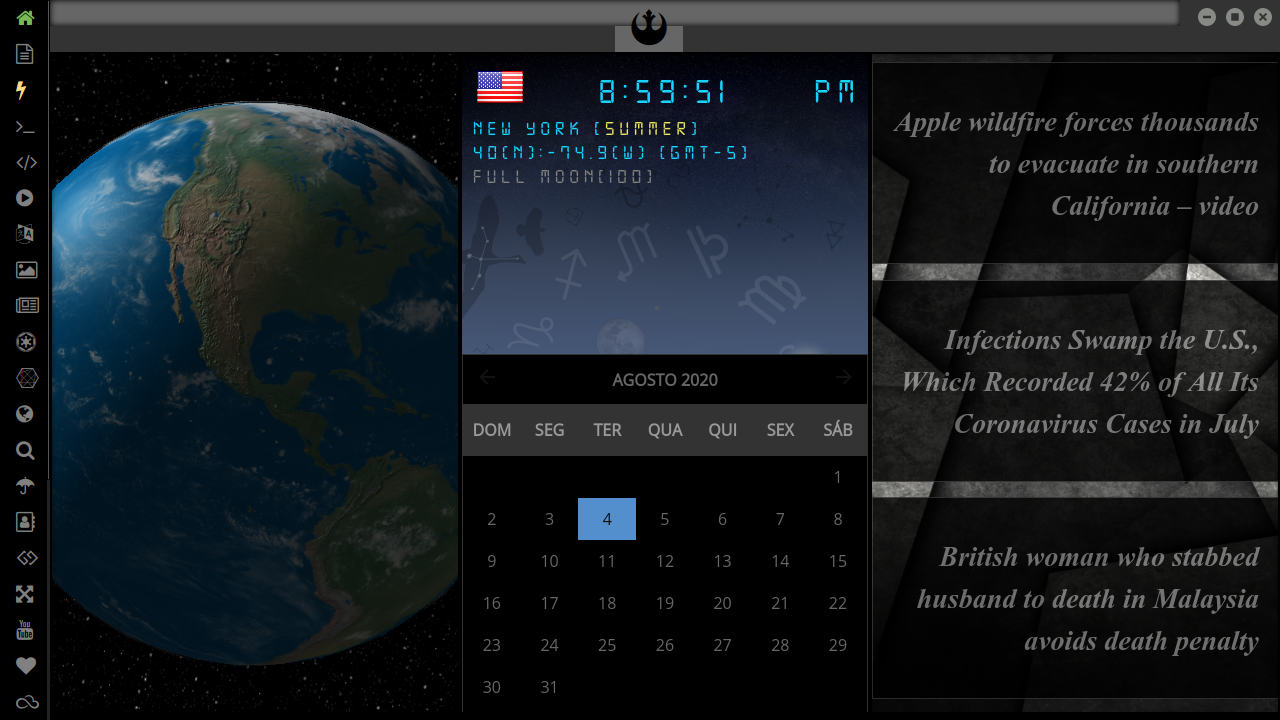 8:59:51 PM
NEW YORK [SUMMER]
40(N):-74.9(W) [GMT-5]
FULL MOON[100]
AGOSTO 2020
DOM SEG TER QUA QUI SEX SÁB
1
2 3 4 5 6 7 8
9 10 11 12 13 14 15
16 17 18 19 20 21 22
23 24 25 26 27 28 29
30 31
Apple wildfire forces thousands
to evacuate in southern
California – video
Infections Swamp the U.S.,
Which Recorded 42% of All Its
Coronavirus Cases in July
British woman who stabbed
husband to death in Malaysia
avoids death penalty
You
Tube